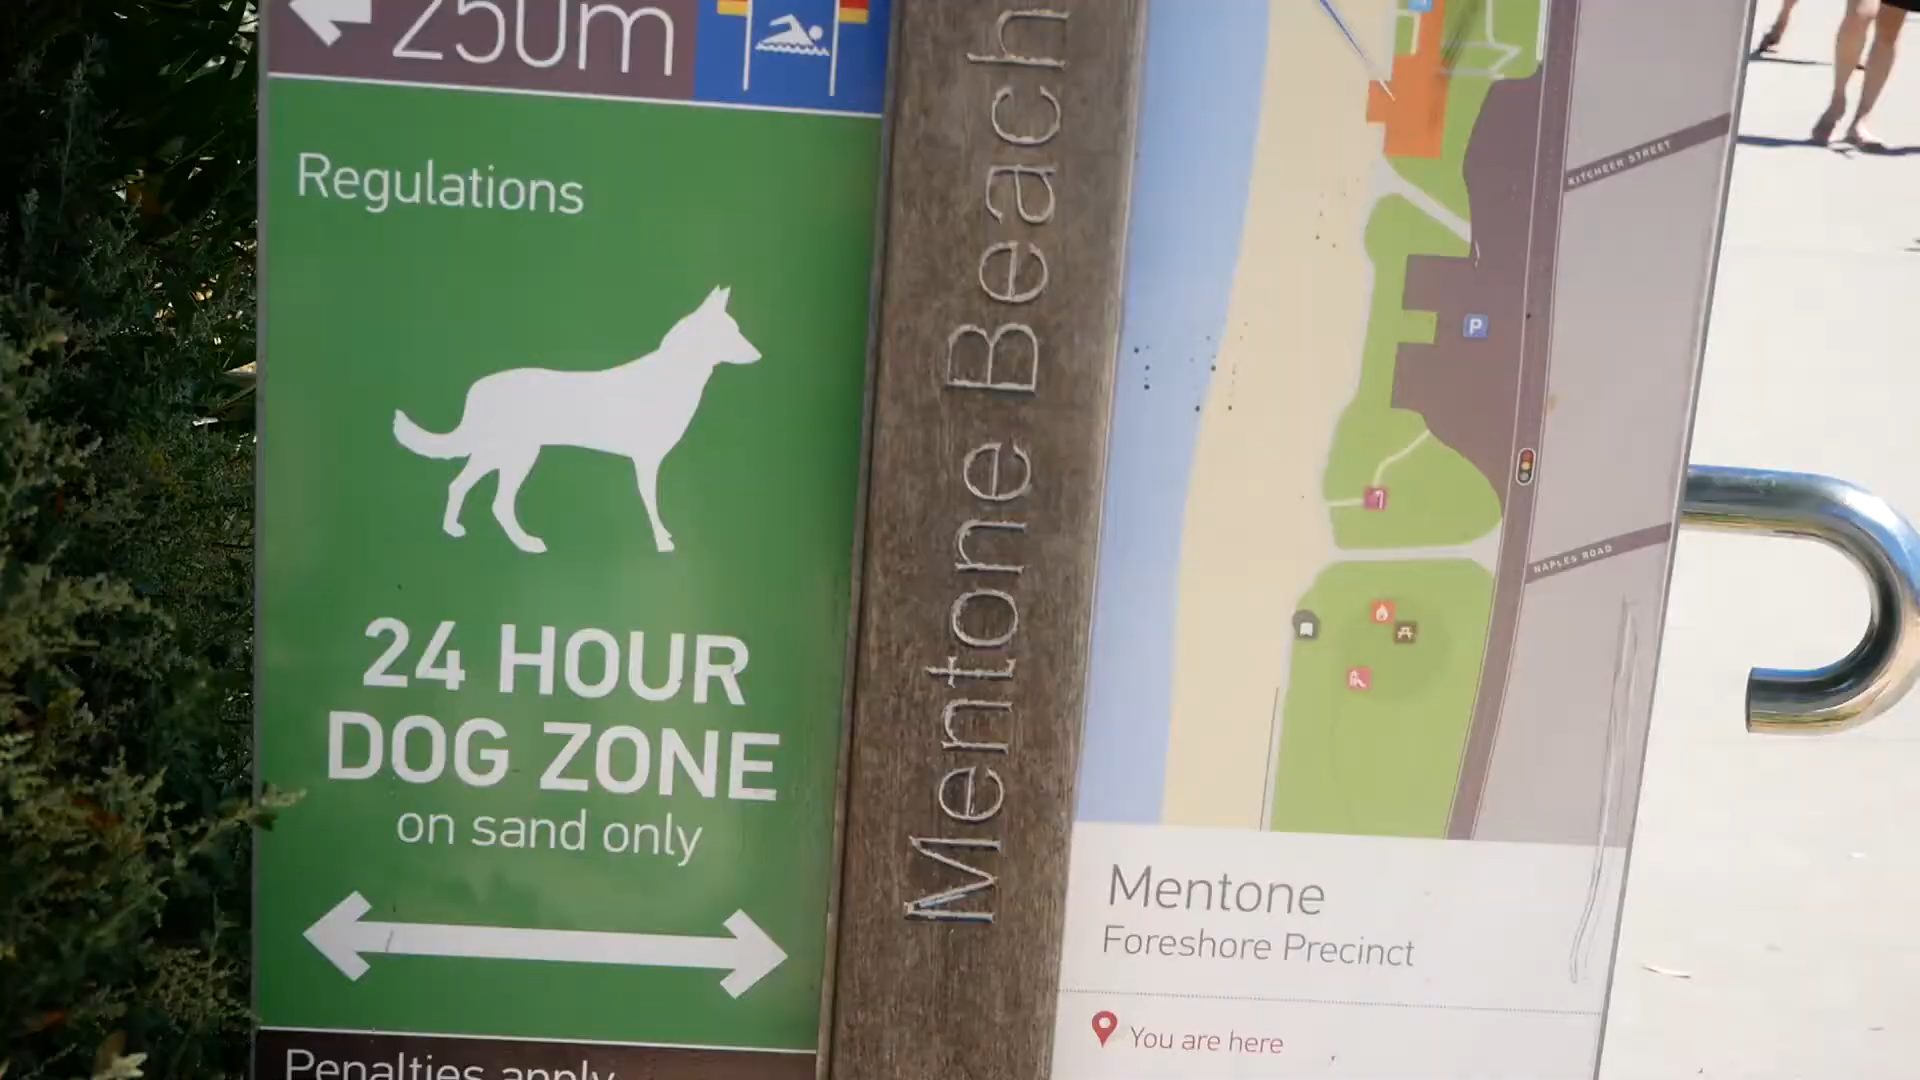 250m
Regulations
24 HOUR
DOG ZONE
on sand only
Penalties apply
Mentone Beach
KITCHENER STREET
P
NAPLES ROAD
Mentone
Foreshore Precinct
You are here